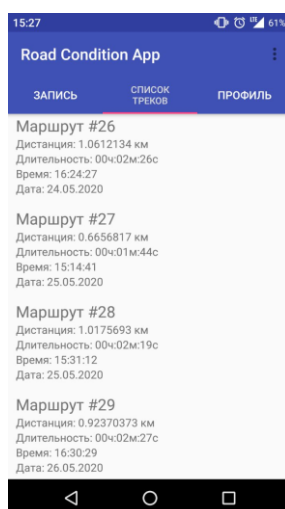 15:27 LTE 61%
Road Condition App
ЗАПИСЬ СПИСОК ТРЕКОВ ПРОФИЛЬ
Маршрут #26
Дистанция: 1.0612134 км
Длительность: 00ч:02м:26с
Время: 16:24:27
Дата: 24.05.2020
Маршрут #27
Дистанция: 0.6656817 км
Длительность: 00ч:01м:44с
Время: 15:14:41
Дата: 25.05.2020
Маршрут #28
Дистанция: 1.0175693 км
Длительность: 00ч:02м:19с
Время: 15:31:12
Дата: 25.05.2020
Маршрут #29
Дистанция: 0.92370373 км
Длительность: 00ч:02м:27с
Время: 16:30:29
Дата: 26.05.2020